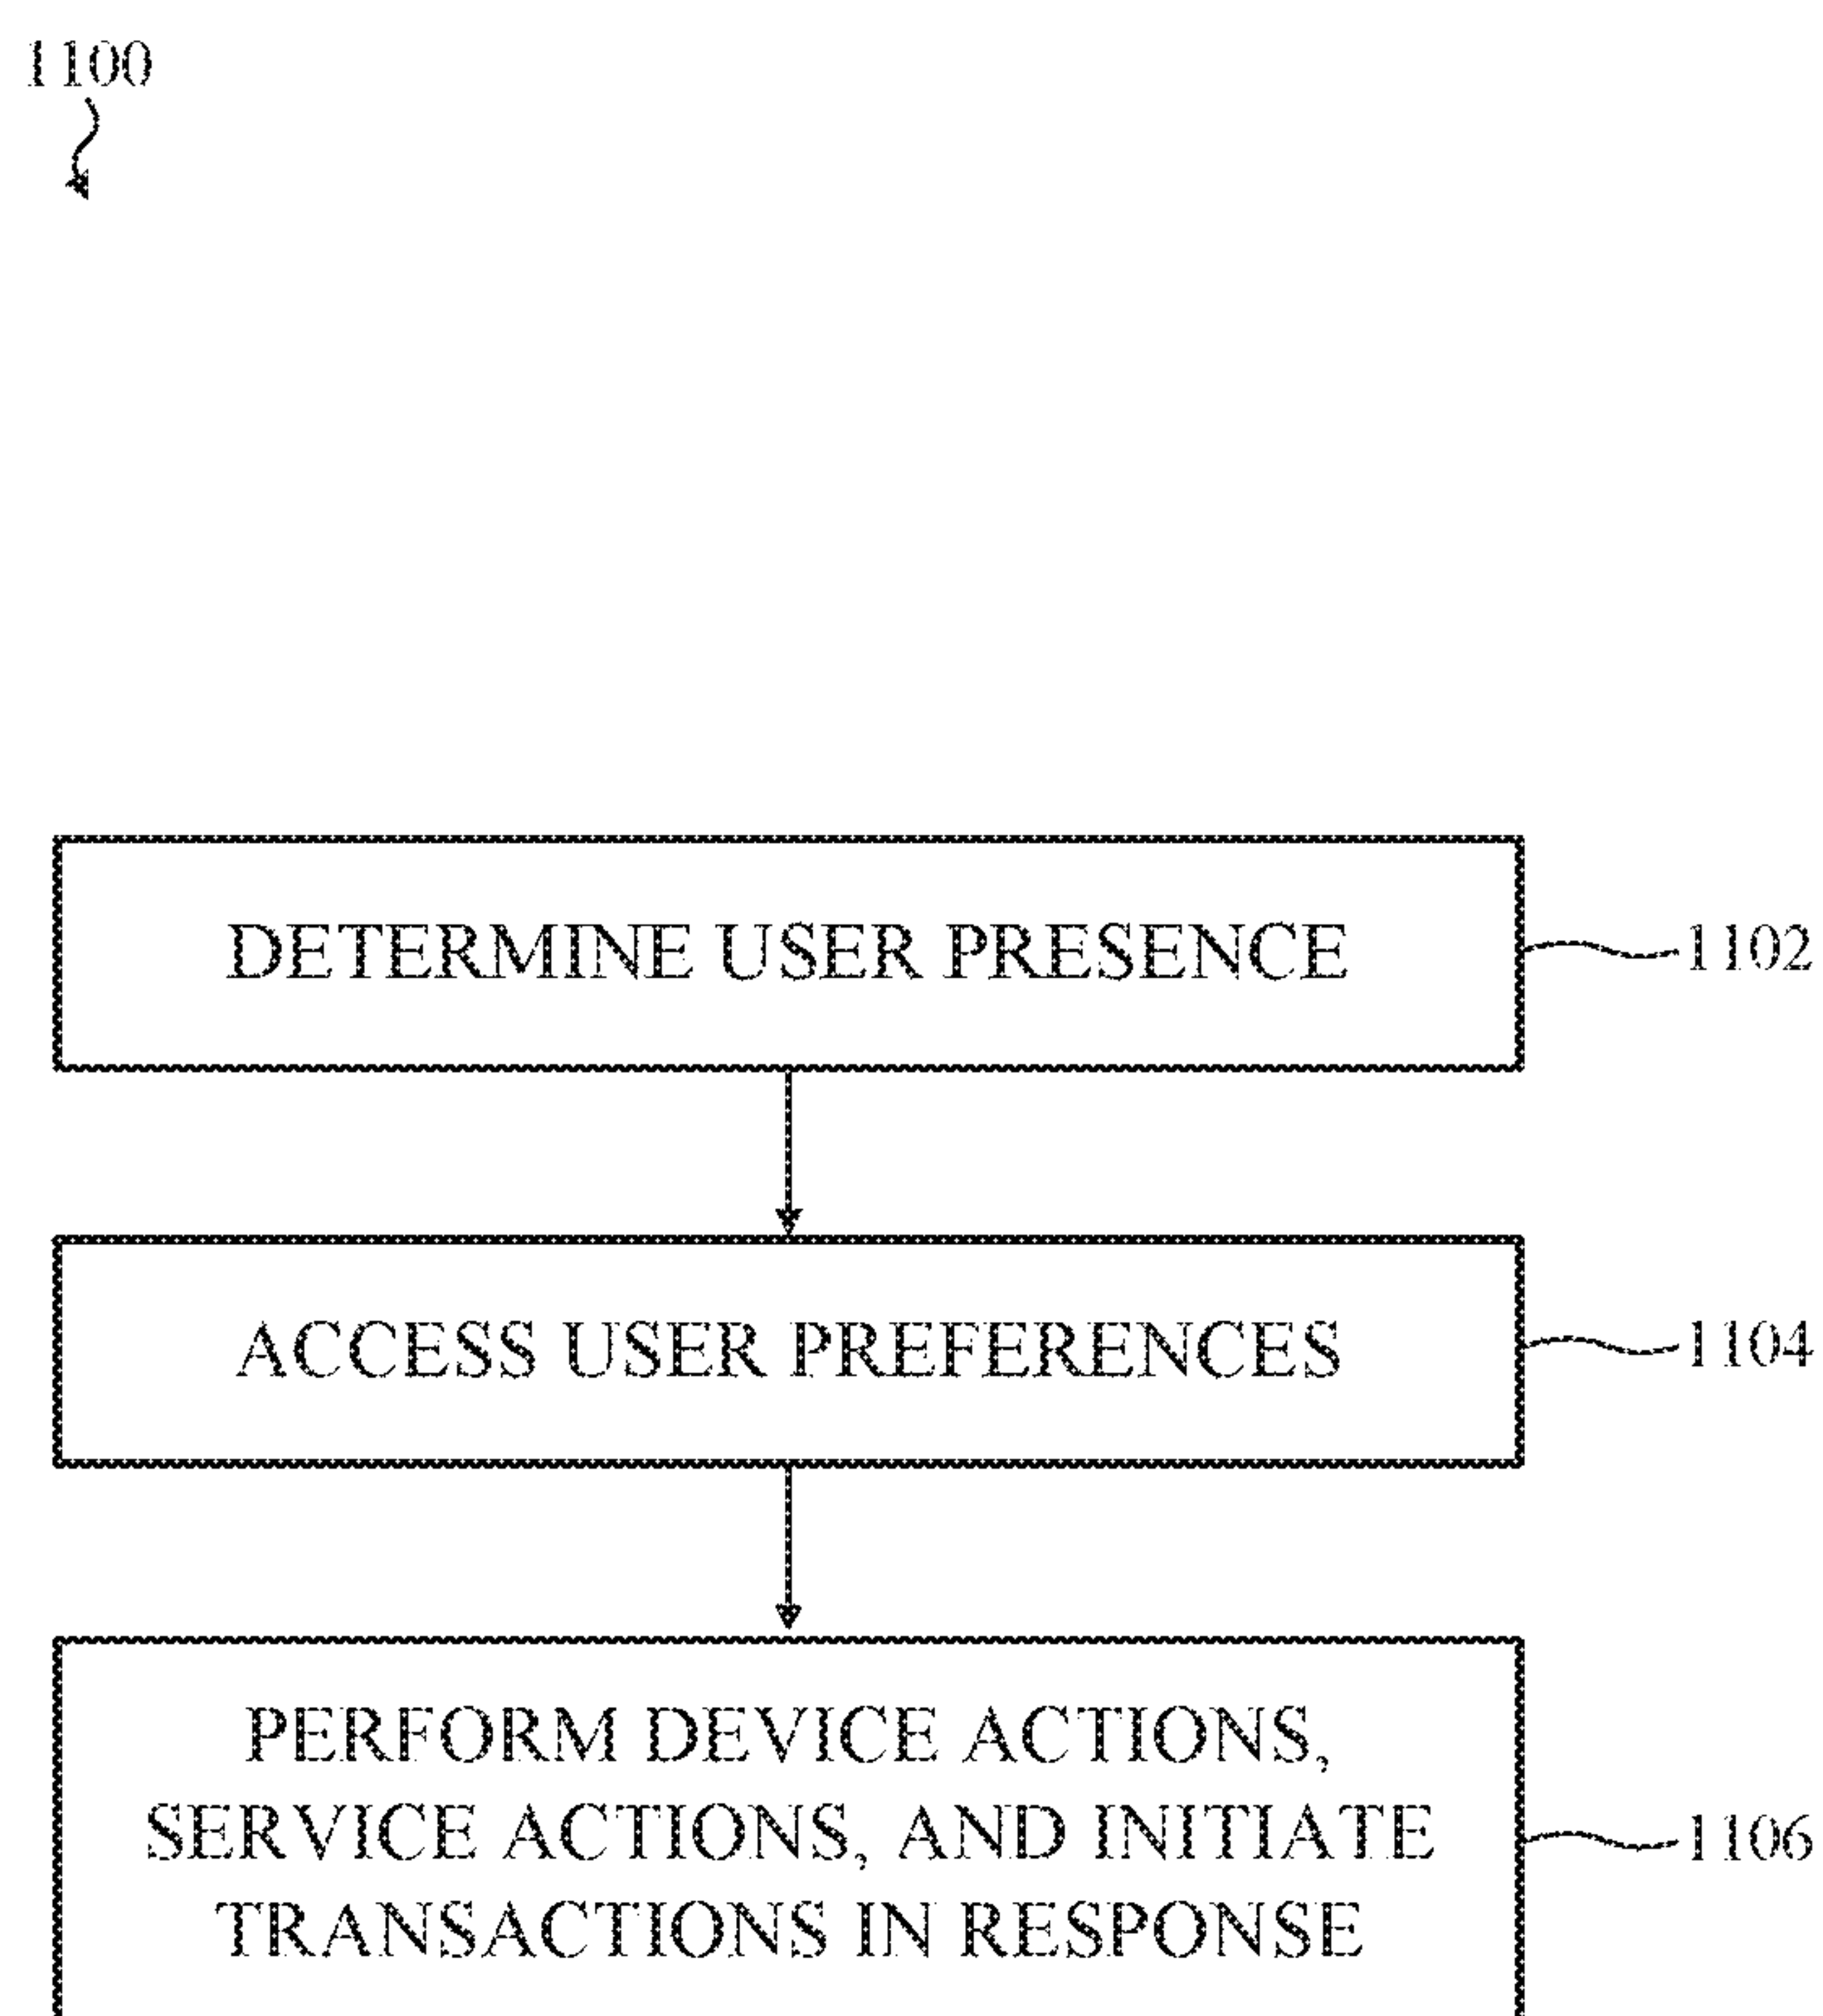 1100
DETERMINE USER PRESENCE
1102
ACCESS USER PREFERENCES
1104
PERFORM DEVICE ACTIONS,
SERVICE ACTIONS, AND INITIATE
1106
TRANSACTIONS IN RESPONSE